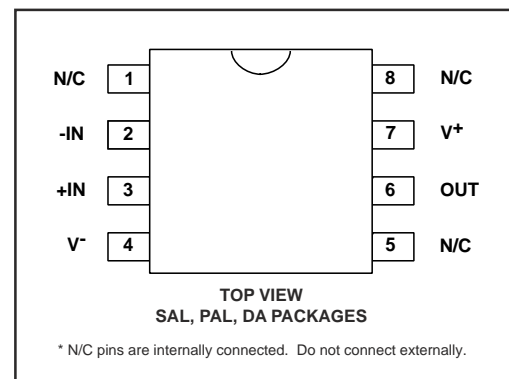 N/C 1 8 N/C
-IN 2 7 V+
+IN 3 6 OUT
V- 4 5 N/C
TOP VIEW
SAL, PAL, DA PACKAGES
* N/C pins are internally connected. Do not connect externally.